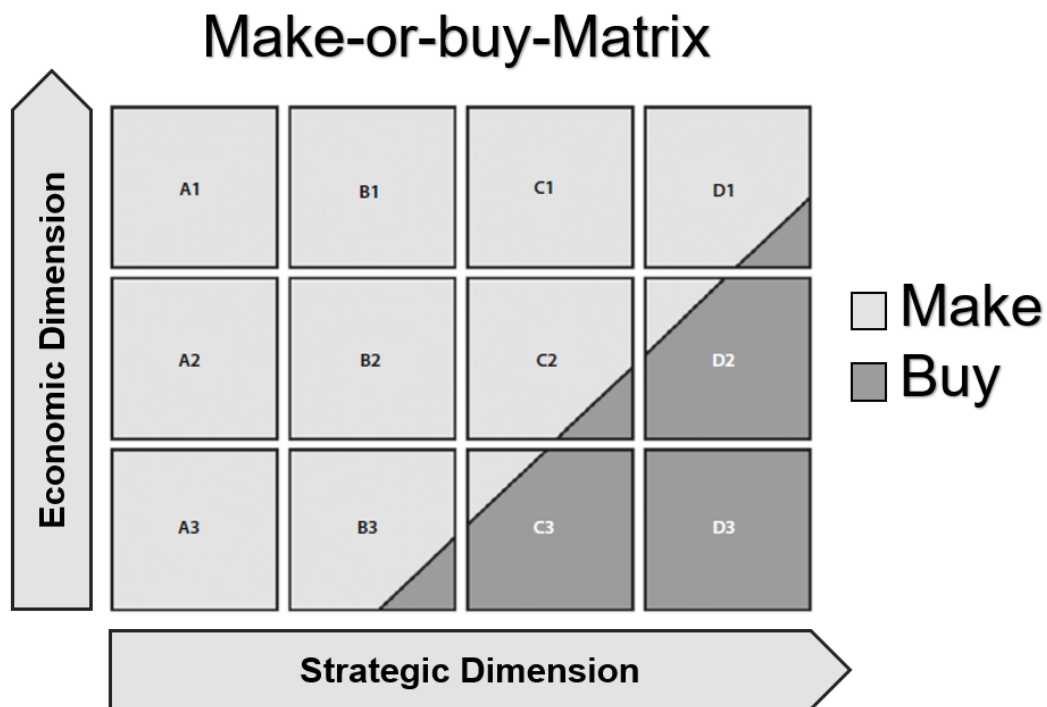 Make-or-buy-Matrix
Economic Dimension
A1
B1
C1
D1
A2
B2
C2
D2
A3
B3
C3
D3
Make
Buy
Strategic Dimension